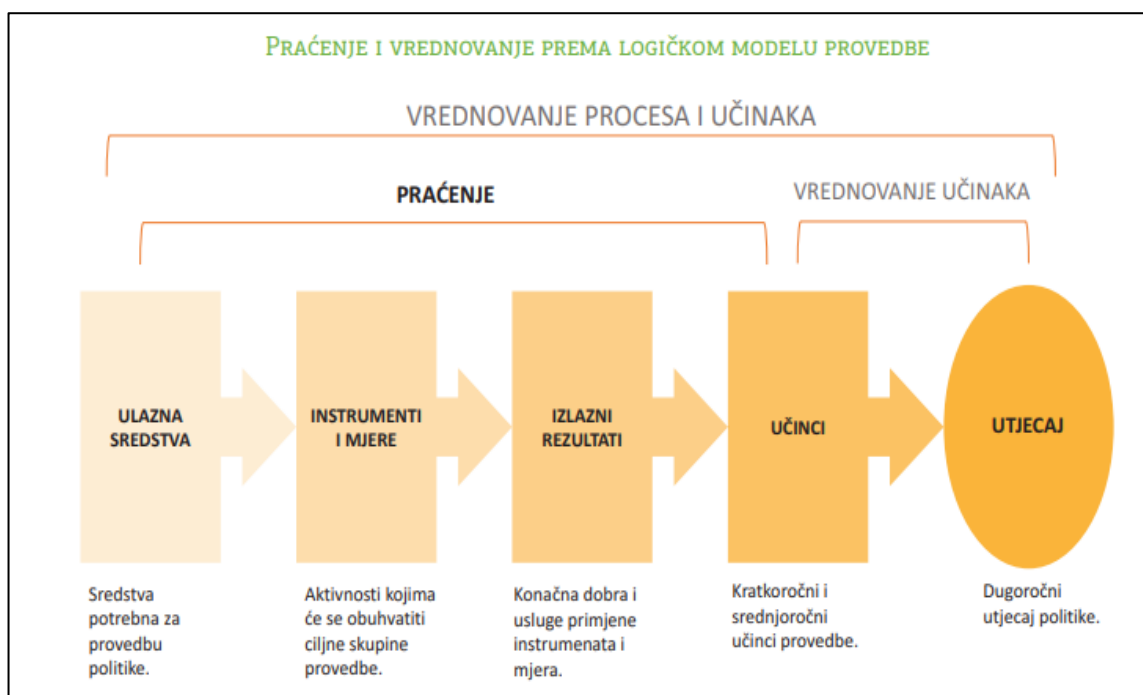 PRAĆENJE I VREDNOVANJE PREMA LOGIČKOM MODELU PROVEDBE
VREDNOVANJE PROCESA I UČINAKA
PRAĆENJE
VREDNOVANJE UČINAKA
ULAZNA
SREDSTVA
INSTRUMENTI
I MJERE
IZLAZNI
REZULTATI
UČINCI
UTJECAJ
Sredstva
potrebna za
provedbu
politike.
Aktivnosti kojima
će se obuhvatiti
ciljne skupine
provedbe.
Konačna dobra i
usluge primjene
instrumenata i
mjera.
Kratkoročni i
srednjoročni
učinci provedbe.
Dugoročni
utjecaj politike.